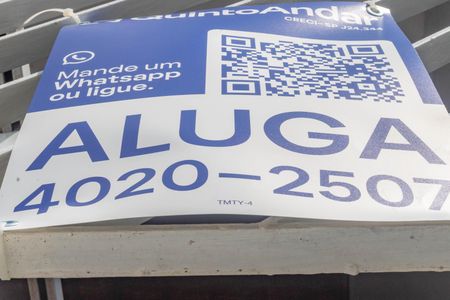 QuintoAndar
CRECI-SP J24.344
Mande um
Whatsapp
ou ligue.
ALUGA
4020-2507
TMTY-4